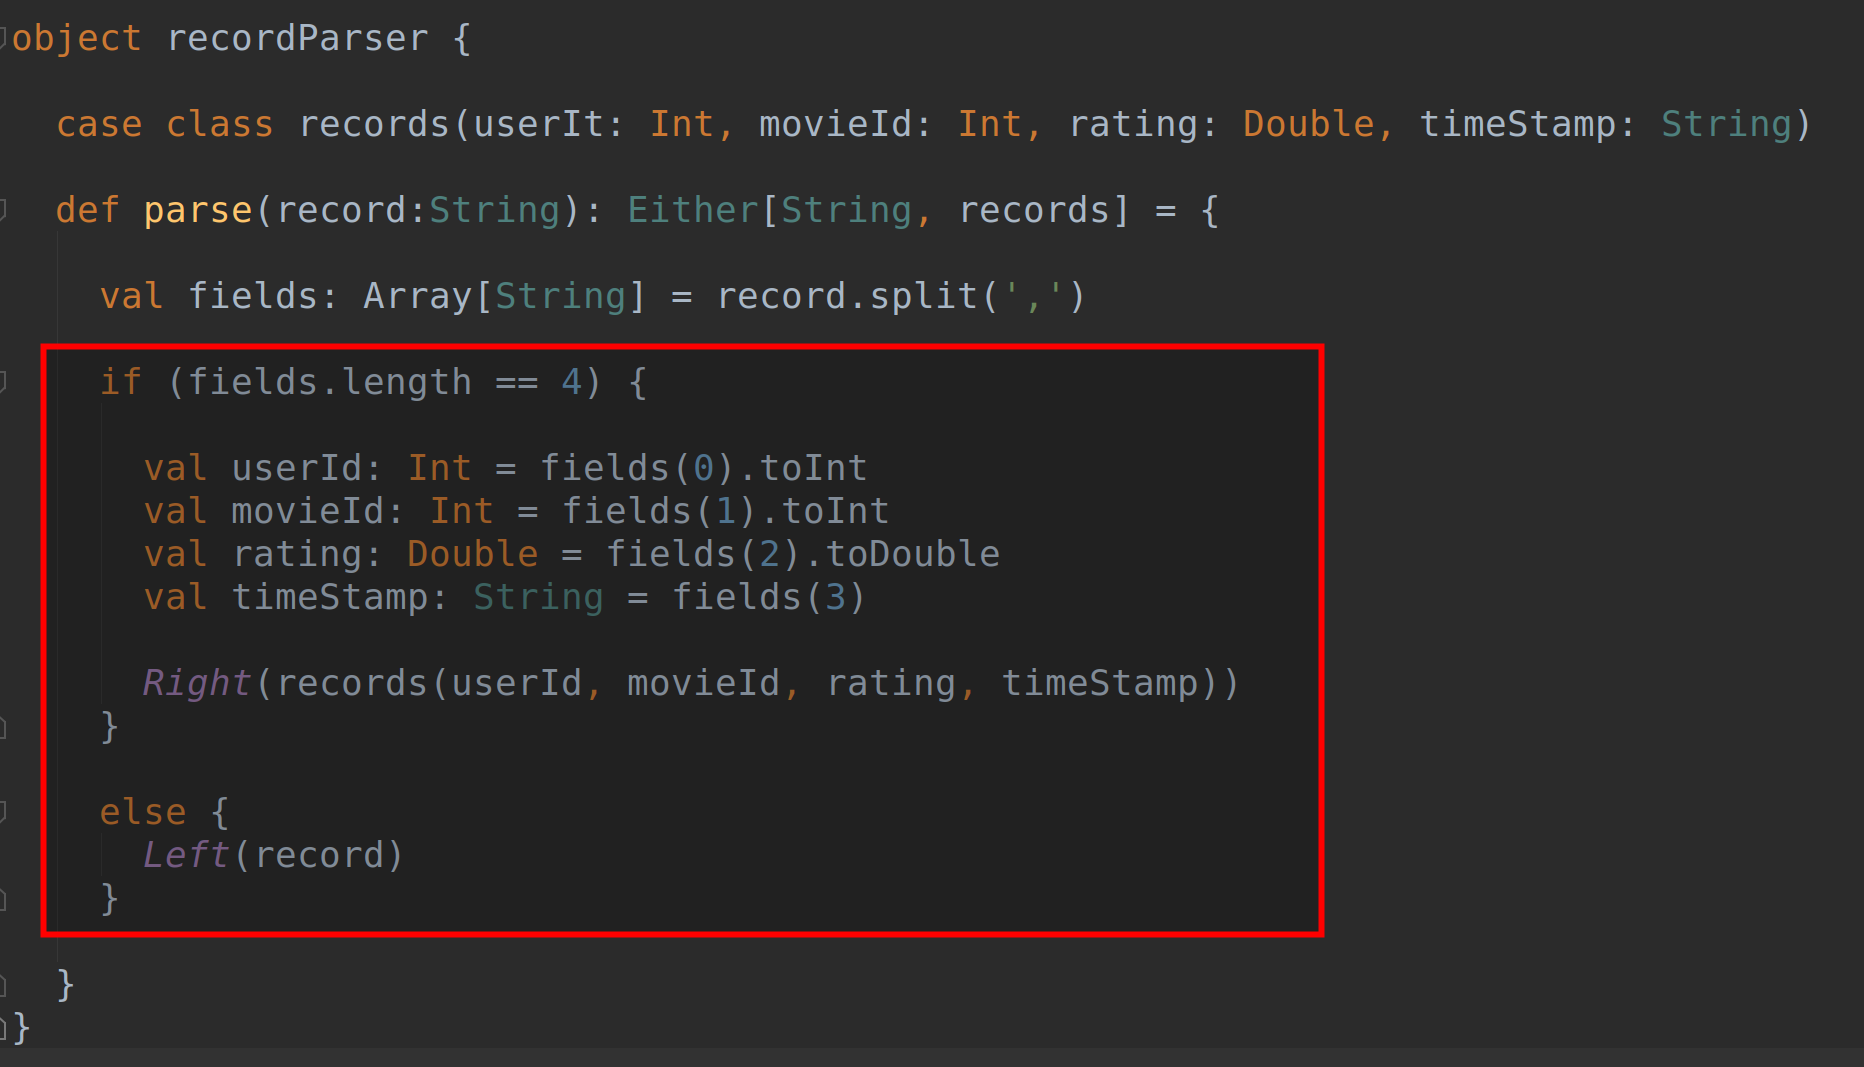 object recordParser {
case class records(userIt: Int, movieId: Int, rating: Double, timeStamp: String)
def parse(record:String): Either[String, records] = {
val fields: Array[String] = record.split(',')
if (fields.length == 4) {
val userId: Int = fields(0).toInt
val movieId: Int = fields(1).toInt
val rating: Double = fields(2).toDouble
val timeStamp: String = fields(3)
Right(records(userId, movieId, rating, timeStamp))
}
else {
Left(record)
}
}
}